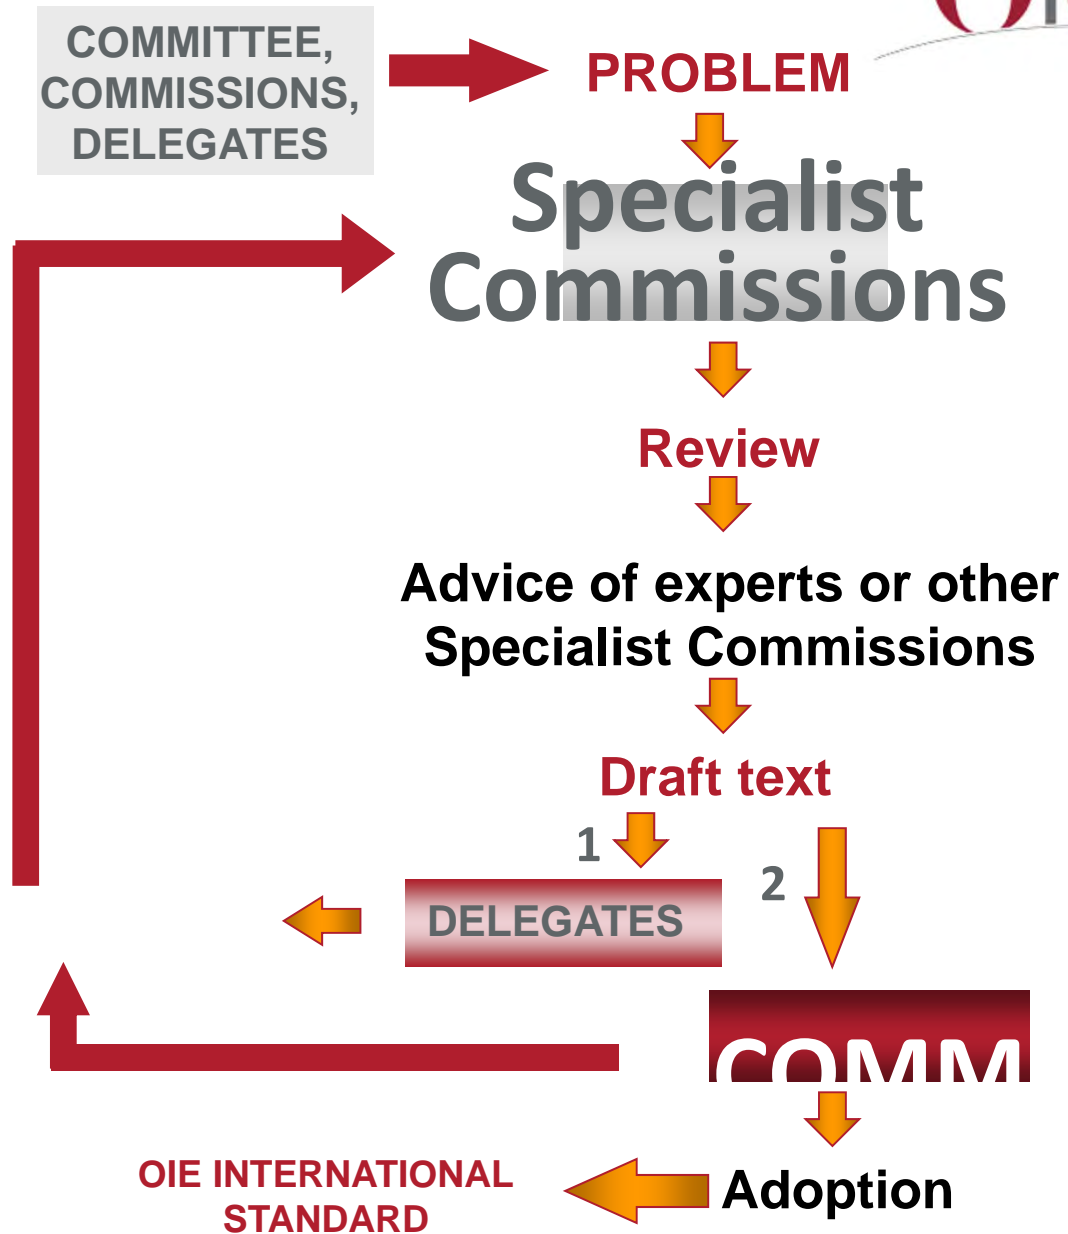 COMMITTEE,
COMMISSIONS,
DELEGATES
PROBLEM
Specialist
Commissions
Review
Advice of experts or other
Specialist Commissions
Draft text
1
2
DELEGATES
COMM
Adoption
OIE INTERNATIONAL
STANDARD